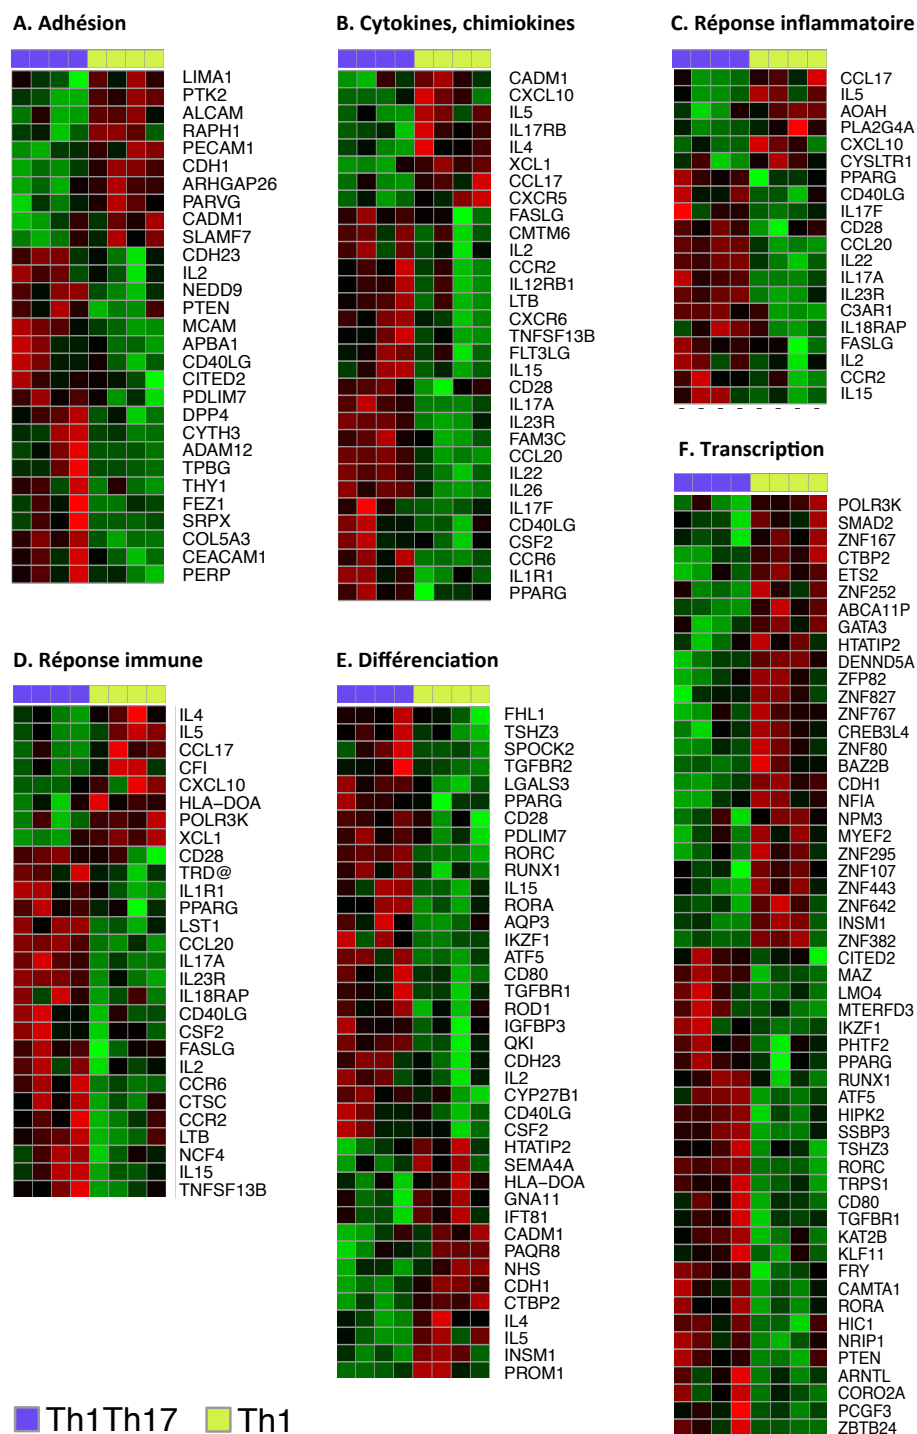 A. Adhésion
LIMA1
PTK2
ALCAM
RAPH1
PECAM1
CDH1
ARHGAP26
PARVG
CADM1
SLAMF7
CDH23
IL2
NEDD9
PTEN
MCAM
APBA1
CD40LG
CITED2
PDLIM7
DPP4
CYTH3
ADAM12
TPBG
THY1
FEZ1
SRPX
COL5A3
CEACAM1
PERP
B. Cytokines, chimiokines
CADM1
CXCL10
IL5
IL17RB
IL4
XCL1
CCL17
CXCR5
FASLG
CMTM6
IL2
CCR2
IL12RB1
LTB
CXCR6
TNFSF13B
FLT3LG
IL15
CD28
IL17A
IL23R
FAM3C
CCL20
IL22
IL26
IL17F
CD40LG
CSF2
CCR6
IL1R1
PPARG
C. Réponse inflammatoire
CCL17
IL5
AOAH
PLA2G4A
CXCL10
CYSLTR1
PPARG
CD40LG
IL17F
CD28
CCL20
IL22
IL17A
IL23R
C3AR1
IL18RAP
FASLG
IL2
CCR2
IL15
D. Réponse immune
IL4
IL5
CCL17
CFI
CXCL10
HLA−DOA
POLR3K
XCL1
CD28
TRD@
IL1R1
PPARG
LST1
CCL20
IL17A
IL23R
IL18RAP
CD40LG
CSF2
FASLG
IL2
CCR6
CTSC
CCR2
LTB
NCF4
IL15
TNFSF13B
E. Différenciation
FHL1
TSHZ3
SPOCK2
TGFBR2
LGALS3
PPARG
CD28
PDLIM7
RORC
RUNX1
IL15
RORA
AQP3
IKZF1
ATF5
CD80
TGFBR1
ROD1
IGFBP3
QKI
CDH23
IL2
CYP27B1
CD40LG
CSF2
HTATIP2
SEMA4A
HLA−DOA
GNA11
IFT81
CADM1
PAQR8
NHS
CDH1
CTBP2
IL4
IL5
INSM1
PROM1
F. Transcription
POLR3K
SMAD2
ZNF167
CTBP2
ETS2
ZNF252
ABCA11P
GATA3
HTATIP2
DENND5A
ZFP82
ZNF827
ZNF767
CREB3L4
ZNF80
BAZ2B
CDH1
NFIA
NPM3
MYEF2
ZNF295
ZNF107
ZNF443
ZNF642
INSM1
ZNF382
CITED2
MAZ
LMO4
MTERFD3
IKZF1
PHTF2
PPARG
RUNX1
ATF5
HIPK2
SSBP3
TSHZ3
RORC
TRPS1
CD80
TGFBR1
KAT2B
KLF11
FRY
CAMTA1
RORA
HIC1
NRIP1
PTEN
ARNTL
CORO2A
PCGF3
ZBTB24
Th1Th17 Th1